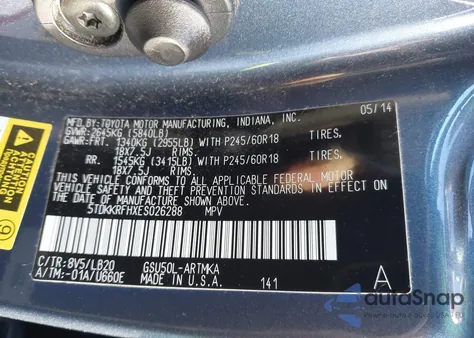 MFD. BY:
TOYOTA MOTOR MANUFACTURING, INDIANA, INC. 05/14
GVWR: 2645KG (5840LB)
GAWR:FRT. 1340KG (2955LB) WITH P245/60R18 TIRES,
18X7.5J RIMS.
RR. 1545KG (3415LB) WITH P245/60R18 TIRES,
18X7.5J RIMS.
THIS VEHICLE CONFORMS TO ALL APPLICABLE FEDERAL MOTOR
VEHICLE SAFETY AND THEFT PREVENTION STANDARDS IN EFFECT ON
THE DATE OF MANUFACTURE SHOWN ABOVE.
5TDKKRFHXES026288 MPV
C/TR: 8V5/LB20 GSU50L-ARTMKA
A/TM:-01A/U660E MADE IN U.S.A. 141 A
autoSnap